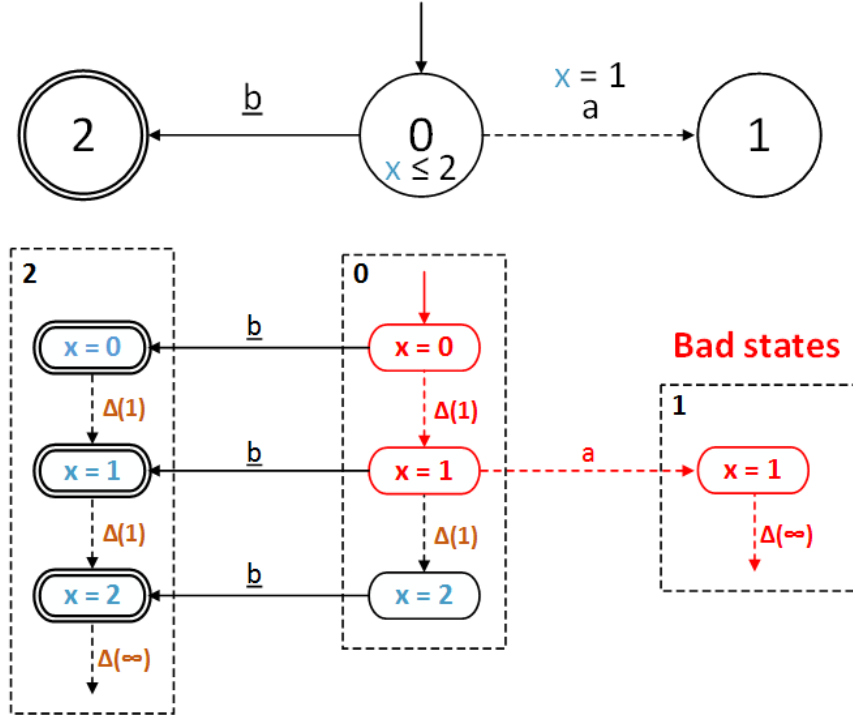 x = 1
b
a
2
0
1
x ≤ 2
2
0
b
x = 0
x = 0
Bad states
Δ(1)
Δ(1)
1
b
a
x = 1
x = 1
x = 1
Δ(1)
Δ(1)
Δ(∞)
b
x = 2
x = 2
Δ(∞)